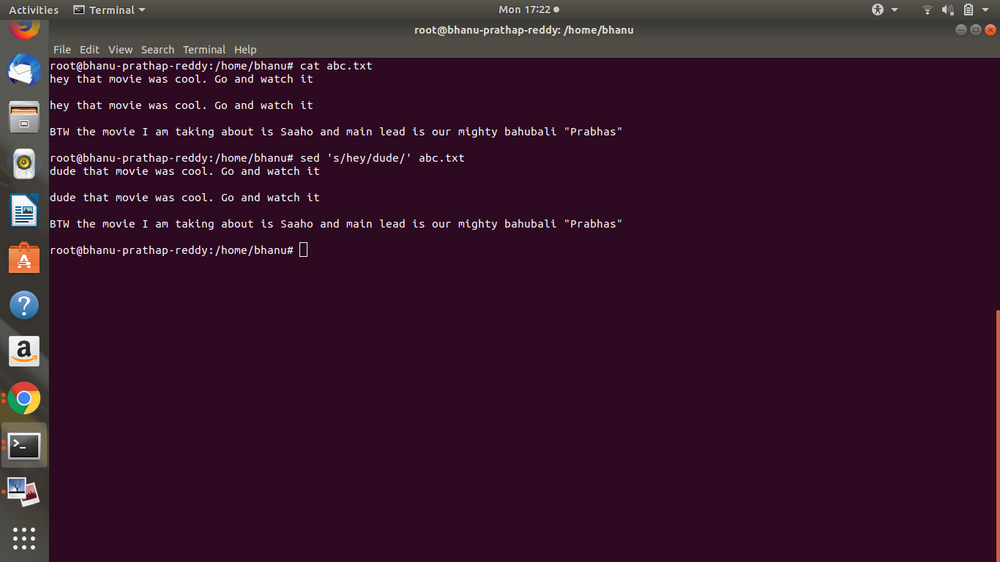 Activities Terminal Mon 17:22
root@bhanu-prathap-reddy: /home/bhanu
File Edit View Search Terminal Help
root@bhanu-prathap-reddy:/home/bhanu# cat abc.txt
hey that movie was cool. Go and watch it
hey that movie was cool. Go and watch it
BTW the movie I am taking about is Saaho and main lead is our mighty bahubali "Prabhas"
root@bhanu-prathap-reddy:/home/bhanu# sed 's/hey/dude/' abc.txt
dude that movie was cool. Go and watch it
dude that movie was cool. Go and watch it
BTW the movie I am taking about is Saaho and main lead is our mighty bahubali "Prabhas"
root@bhanu-prathap-reddy:/home/bhanu#